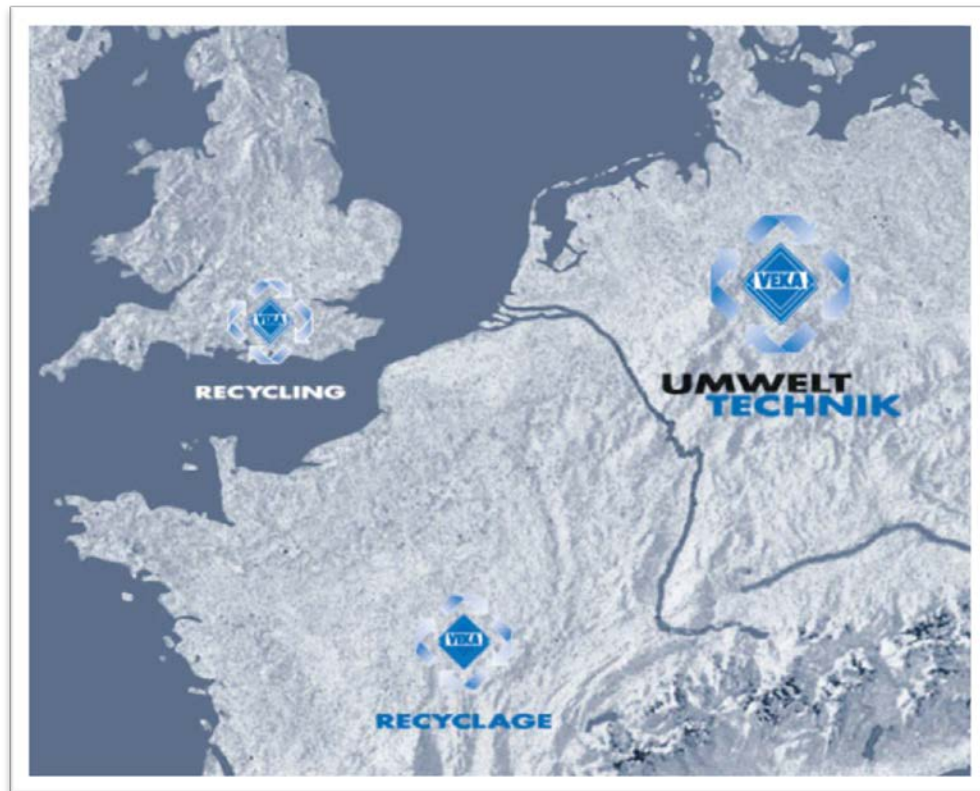 VEKA
UMWELT
TECHNIK
VEKA
RECYCLING
VEKA
RECYCLAGE